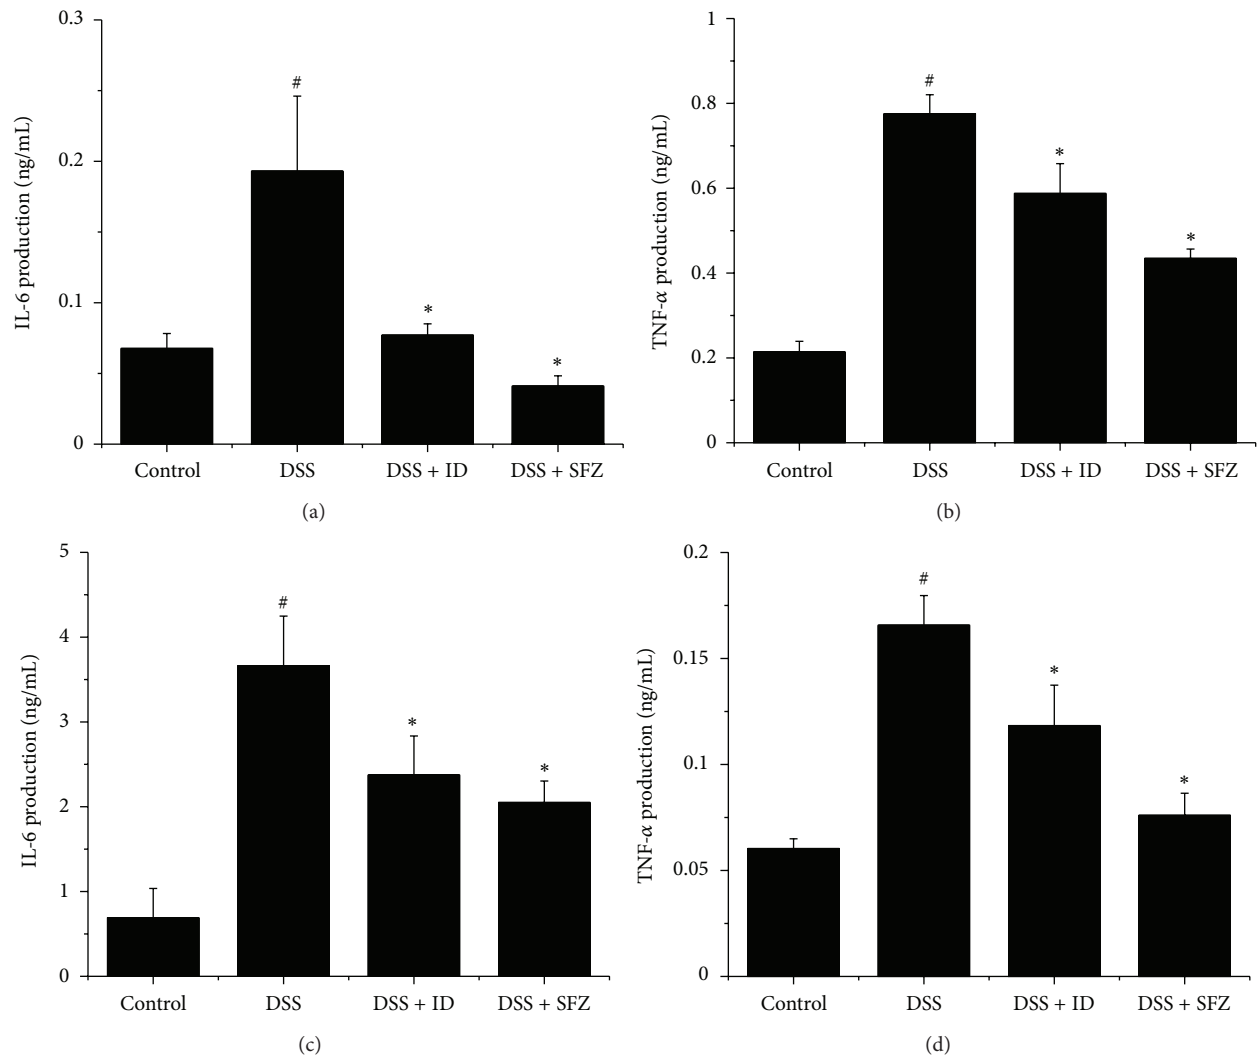 IL-6 production (ng/mL)
0.3
0.2
0.1
0
#
*
*
Control
DSS
DSS + ID
DSS + SFZ
(a)
TNF-α production (ng/mL)
1
0.8
0.6
0.4
0.2
0
#
*
*
Control
DSS
DSS + ID
DSS + SFZ
(b)
IL-6 production (ng/mL)
5
4
3
2
1
0
#
*
*
Control
DSS
DSS + ID
DSS + SFZ
(c)
TNF-α production (ng/mL)
0.2
0.15
0.1
0.05
0
#
*
*
Control
DSS
DSS + ID
DSS + SFZ
(d)